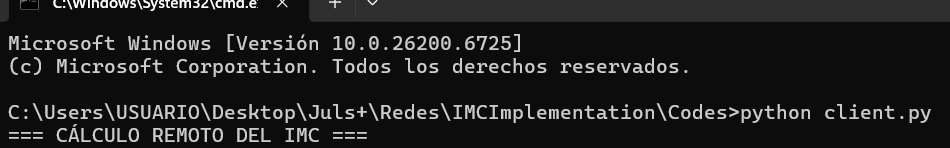 C:\Windows\System32\cmd.e
Microsoft Windows [Versión 10.0.26200.6725]
(c) Microsoft Corporation. Todos los derechos reservados.
C:\Users\USUARIO\Desktop\Juls+\Redes\IMCImplementation\Codes>python client.py
=== CÁLCULO REMOTO DEL IMC ===